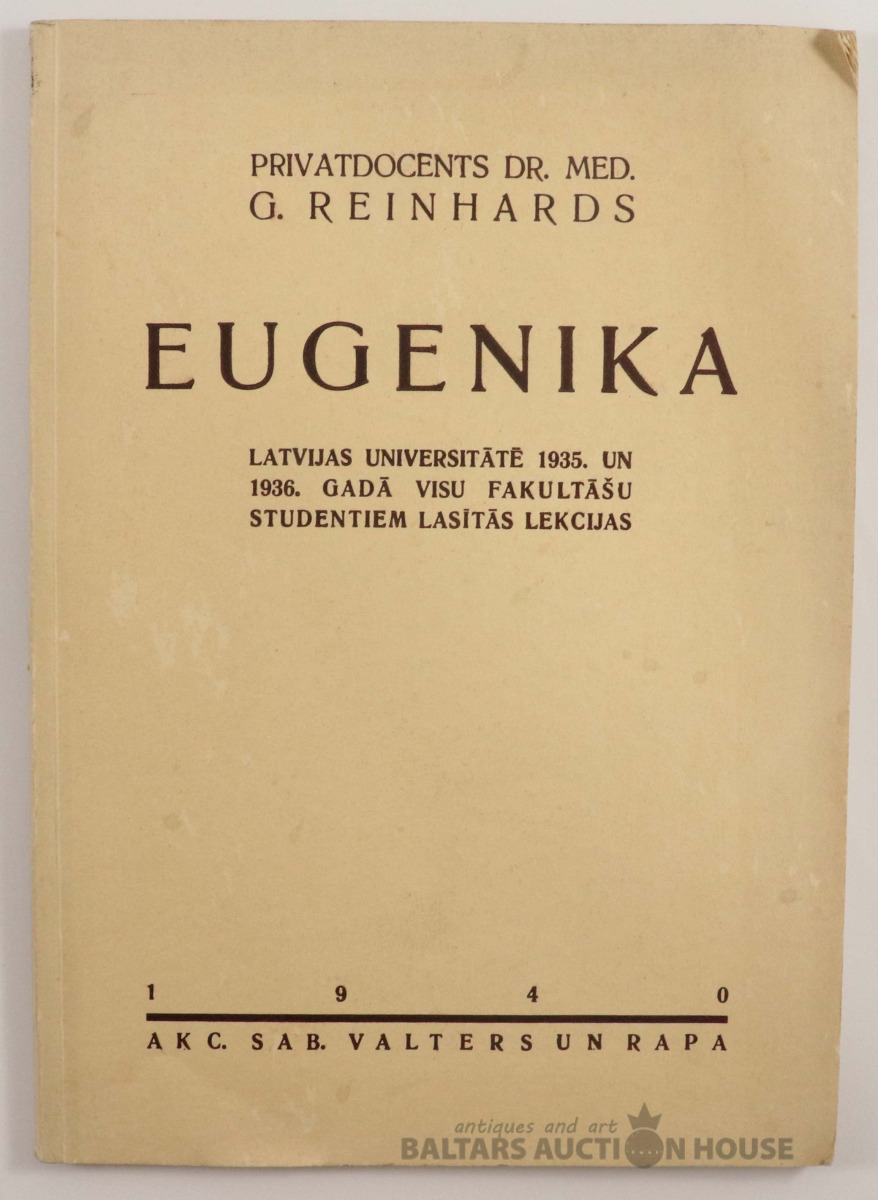 PRIVATDOCENTS DR. MED.
G. REINHARDS
EUGENIKA
LATVIJAS UNIVERSITĀTĒ 1935. UN
1936. GADĀ VISU FAKULTĀŠU
STUDENTIEM LASĪTĀS LEKCIJAS
1 9 4 0
AKC. SAB. VALTERS UN RAPA
antiques and art
BALTARS AUCTION HOUSE